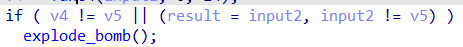 if ( v4 != v5 || (result = input2, input2 != v5) )
explode_bomb();